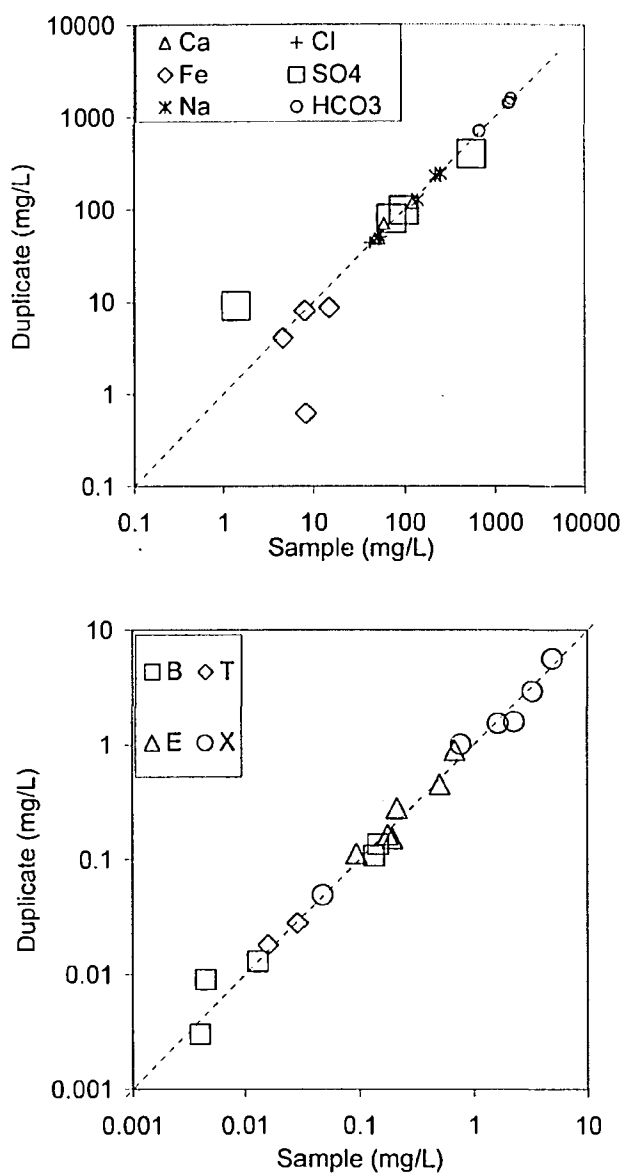 10000
Ca Cl
Fe SO4
Na HCO3
1000
100
10
1
0.1
Duplicate (mg/L)
0.1 1 10 100 1000 10000
Sample (mg/L)
10
B T
E X
1
0.1
0.01
0.001
Duplicate (mg/L)
0.001 0.01 0.1 1 10
Sample (mg/L)